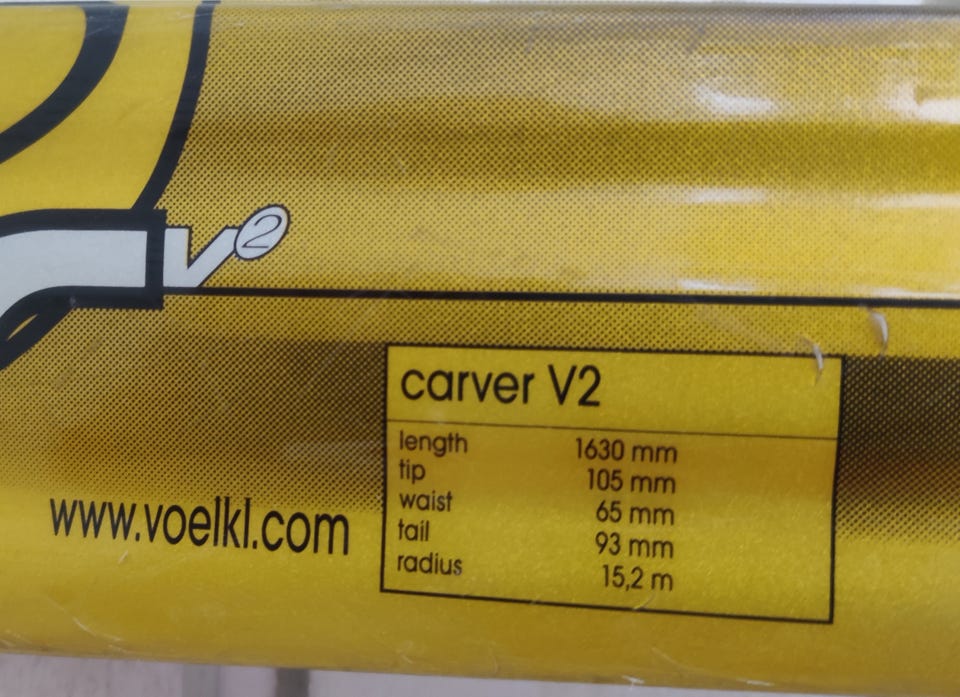 V2
carver V2
length 1630 mm
tip 105 mm
waist 65 mm
tail 93 mm
radius 15,2 m
www.voelkl.com